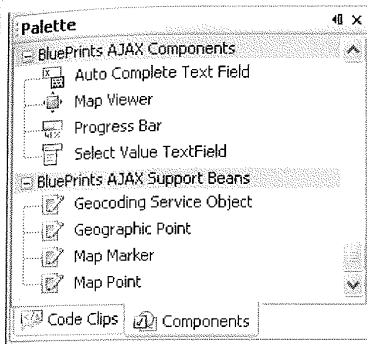 Palette
BluePrints AJAX Components
Auto Complete Text Field
Map Viewer
Progress Bar
Select Value TextField
BluePrints AJAX Support Beans
Geocoding Service Object
Geographic Point
Map Marker
Map Point
Code Clips Components